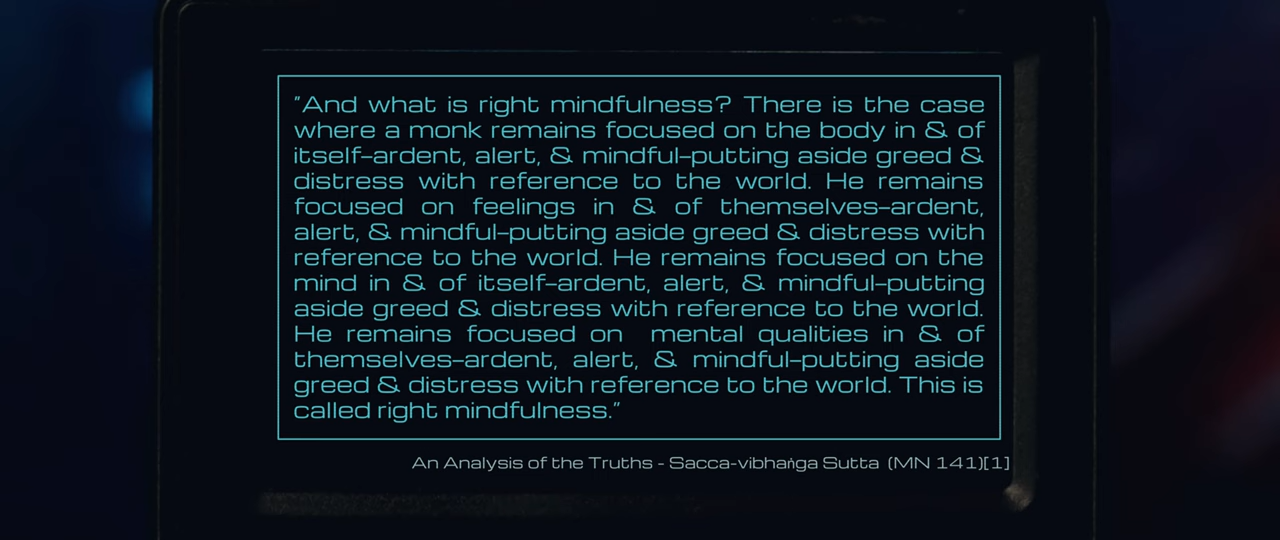 "And what is right mindfulness? There is the case
where a monk remains focused on the body in & of
itself–ardent, alert, & mindful–putting aside greed &
distress with reference to the world. He remains
focused on feelings in & of themselves–ardent,
alert, & mindful–putting aside greed & distress with
reference to the world. He remains focused on the
mind in & of itself–ardent, alert, & mindful–putting
aside greed & distress with reference to the world.
He remains focused on mental qualities in & of
themselves–ardent, alert, & mindful–putting aside
greed & distress with reference to the world. This is
called right mindfulness."
An Analysis of the Truths - Sacca-vibhaṅga Sutta (MN 141)[1]